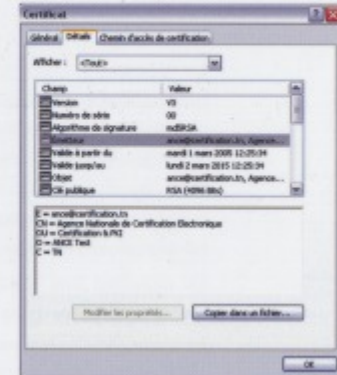 Certificat
Général Détails Chemin d'accès de certification
Afficher : <Tout>
Champ Valeur
Version V3
Numéro de série 00
Algorithme de signature md5RSA
Emetteur ance@certification.tn, Agence...
Valide à partir du mardi 1 mars 2005 12:25:34
Valide jusqu'au lundi 2 mars 2015 12:25:34
Objet ance@certification.tn, Agence...
Clé publique RSA (4096 Bits)
E = ance@certification.tn
CN = Agence Nationale de Certification Electronique
OU = Certification & PKI
O = ANCE Test
C = TN
Modifier les propriétés... Copier dans un fichier...
OK